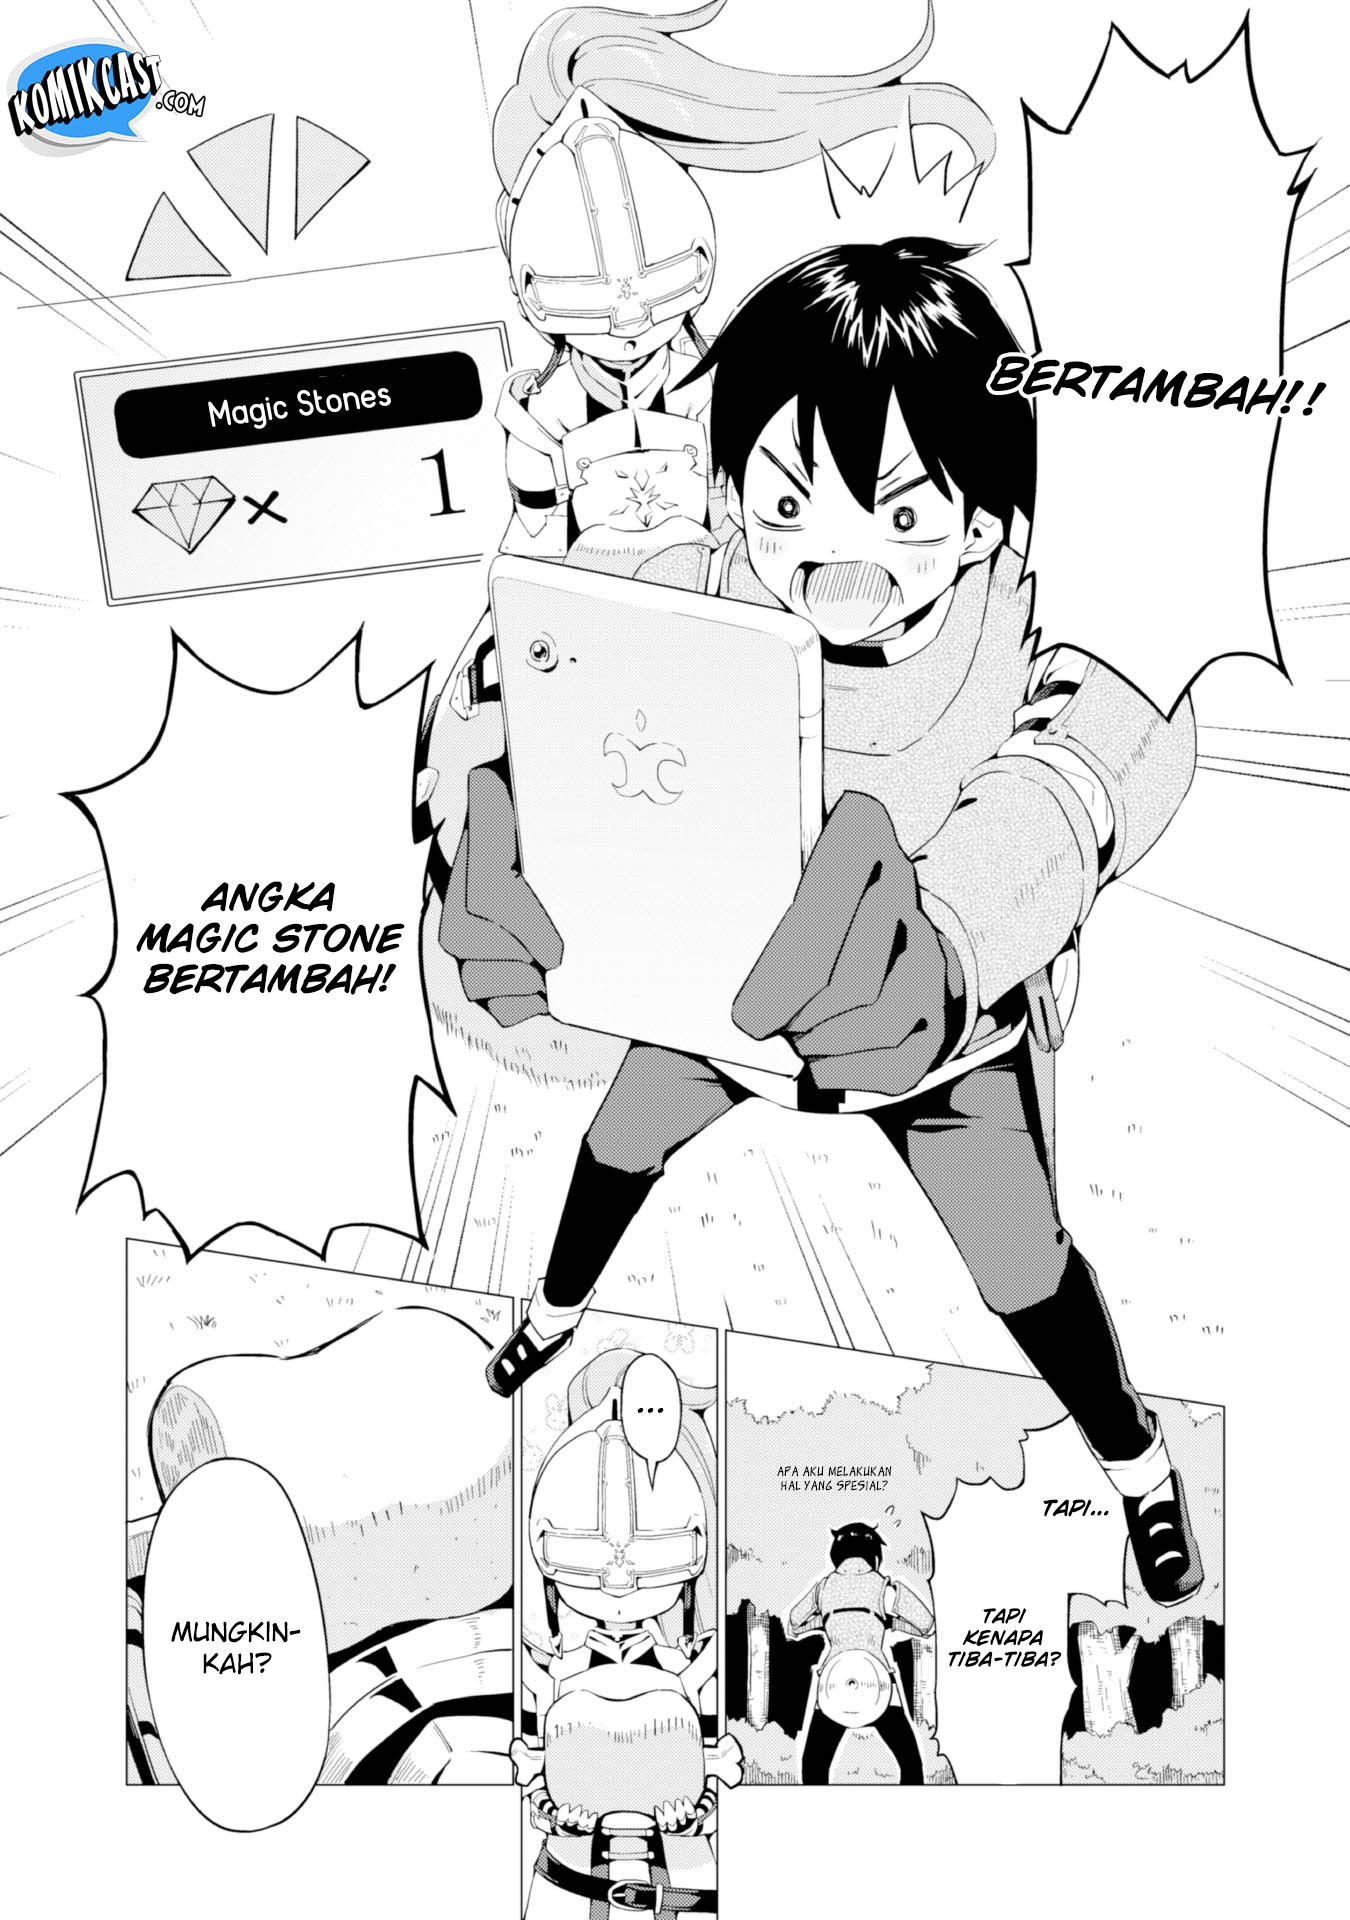 KOMIKCAST
.COM
BERTAMBAH!!
Magic Stones
× 1
ANGKA
MAGIC STONE
BERTAMBAH!
TAPI...
APA AKU MELAKUKAN
HAL YANG SPESIAL?
TAPI
KENAPA
TIBA-TIBA?
...
MUNGKIN-
KAH?